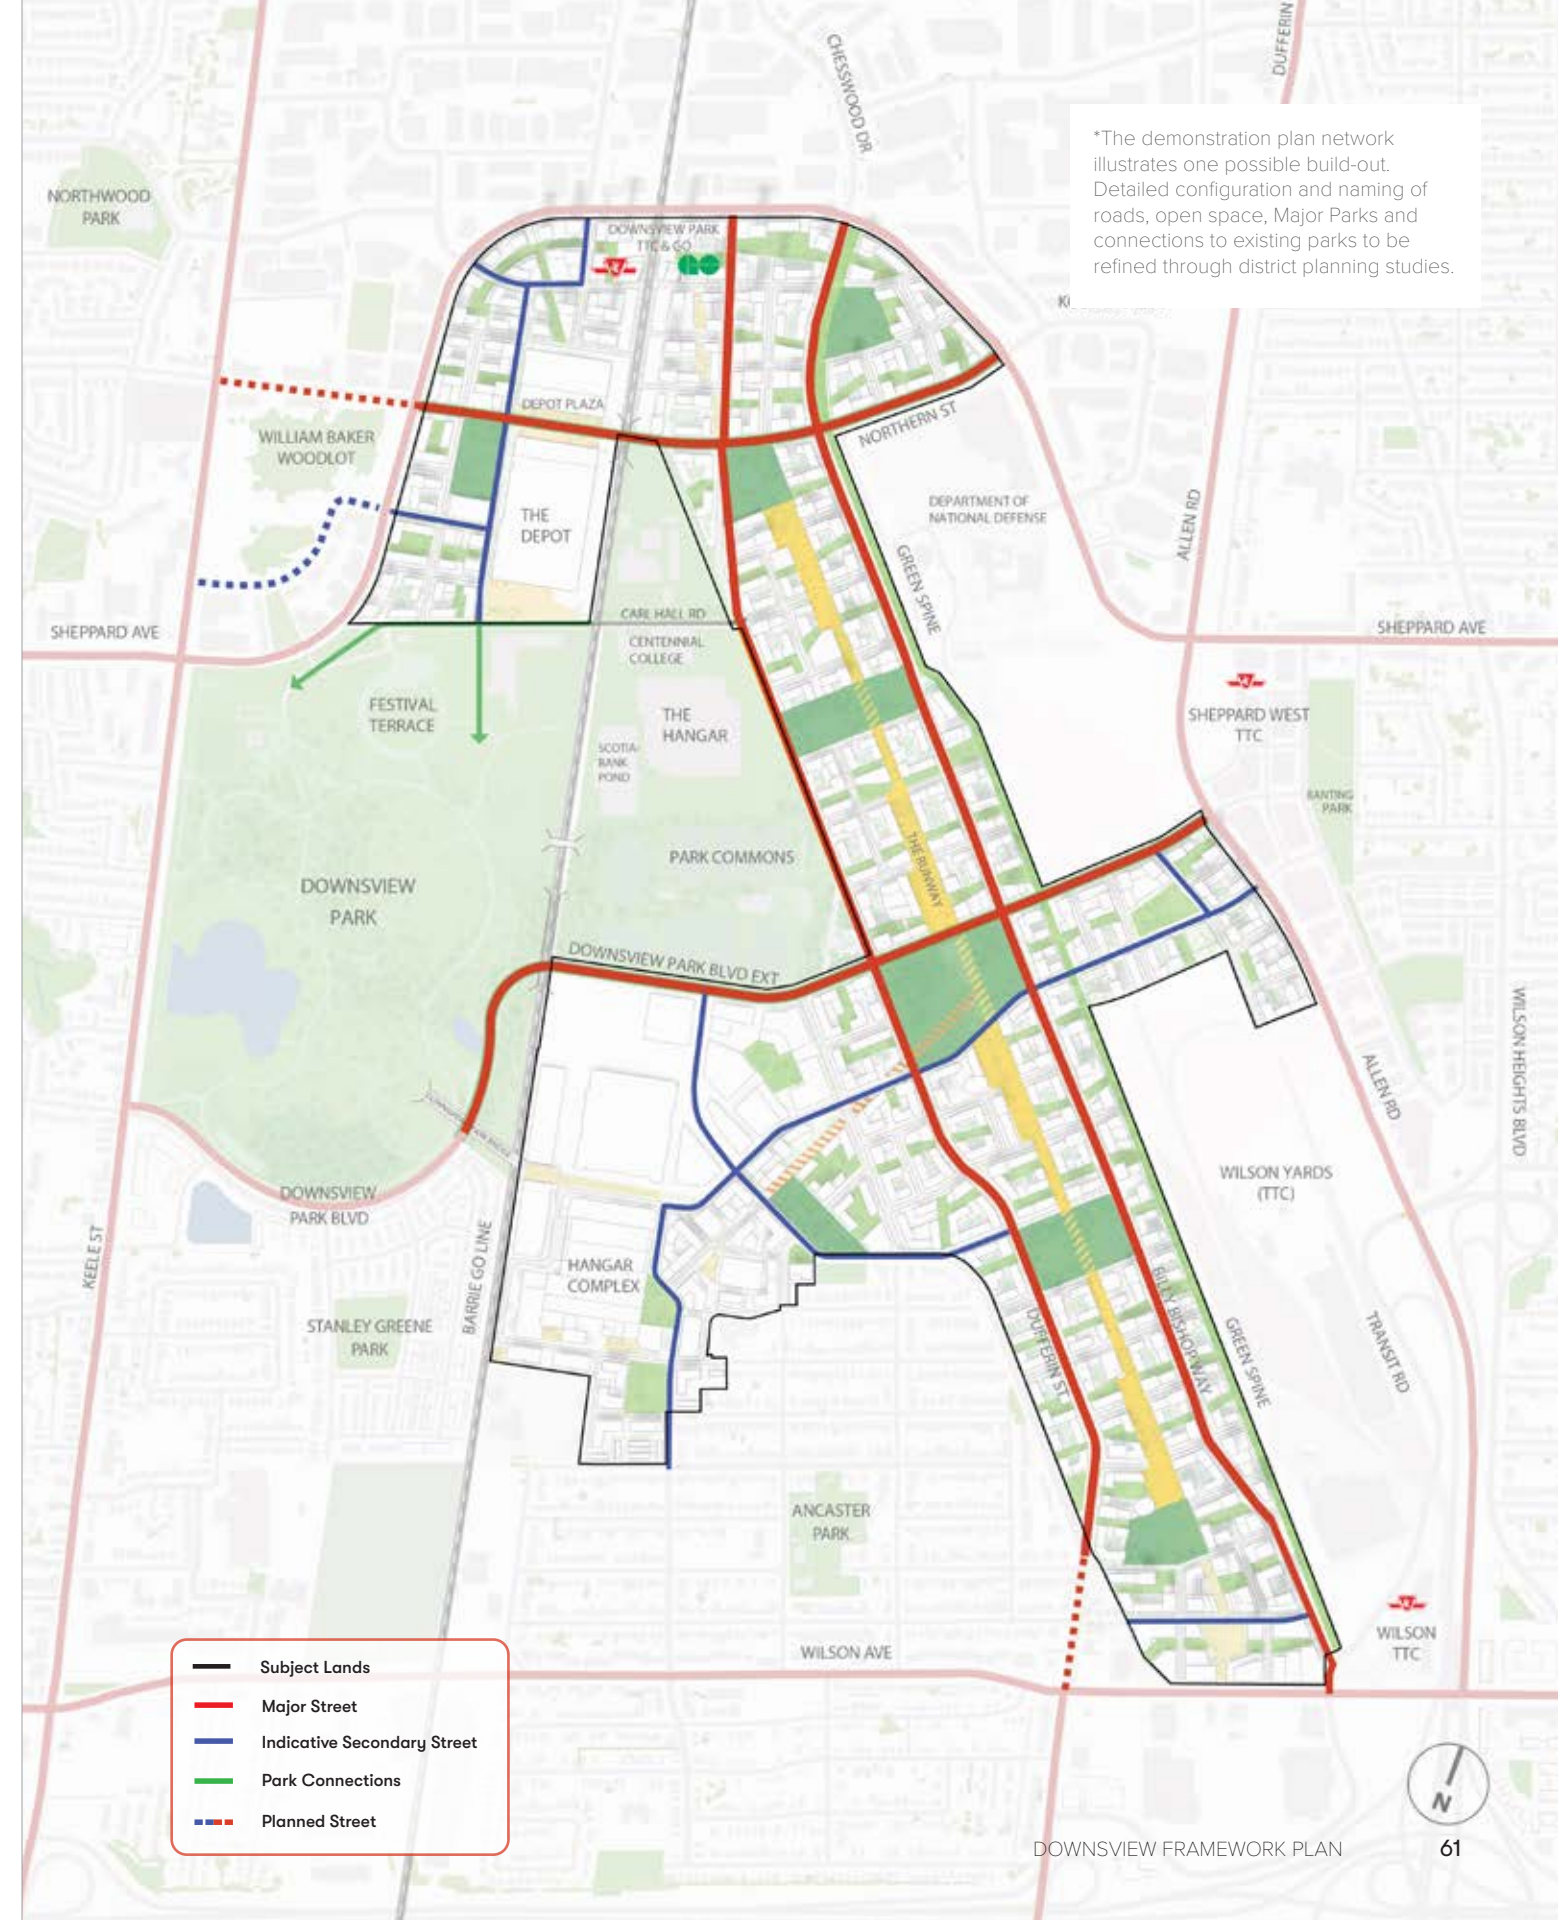 CHESSWOOD DR
DUFFERIN
*The demonstration plan network
illustrates one possible build-out.
Detailed configuration and naming of
roads, open space, Major Parks and
connections to existing parks to be
refined through district planning studies.
NORTHWOOD
PARK
DOWNSVIEW PARK
TTC & GO
DEPOT PLAZA
NORTHERN ST
WILLIAM BAKER
WOODLOT
THE
DEPOT
DEPARTMENT OF
NATIONAL DEFENSE
ALLEN RD
GREEN SPINE
CARL HALL RD
CENTENNIAL
COLLEGE
SHEPPARD AVE
SHEPPARD AVE
FESTIVAL
TERRACE
THE
HANGAR
SCOTIA-
BANK
POND
SHEPPARD WEST
TTC
BANTING
PARK
THE RUNWAY
PARK COMMONS
DOWNSVIEW
PARK
DOWNSVIEW PARK BLVD EXT
WILSON HEIGHTS BLVD
ALLEN RD
WILSON YARDS
(TTC)
DOWNSVIEW
PARK BLVD
KEELE ST
BARRIE GO LINE
HANGAR
COMPLEX
STANLEY GREENE
PARK
DUFFERIN ST
BILLY BISHOP WAY
GREEN SPINE
TRANSIT RD
ANCASTER
PARK
WILSON AVE
WILSON
TTC
Subject Lands
Major Street
Indicative Secondary Street
Park Connections
Planned Street
N
DOWNSVIEW FRAMEWORK PLAN
61